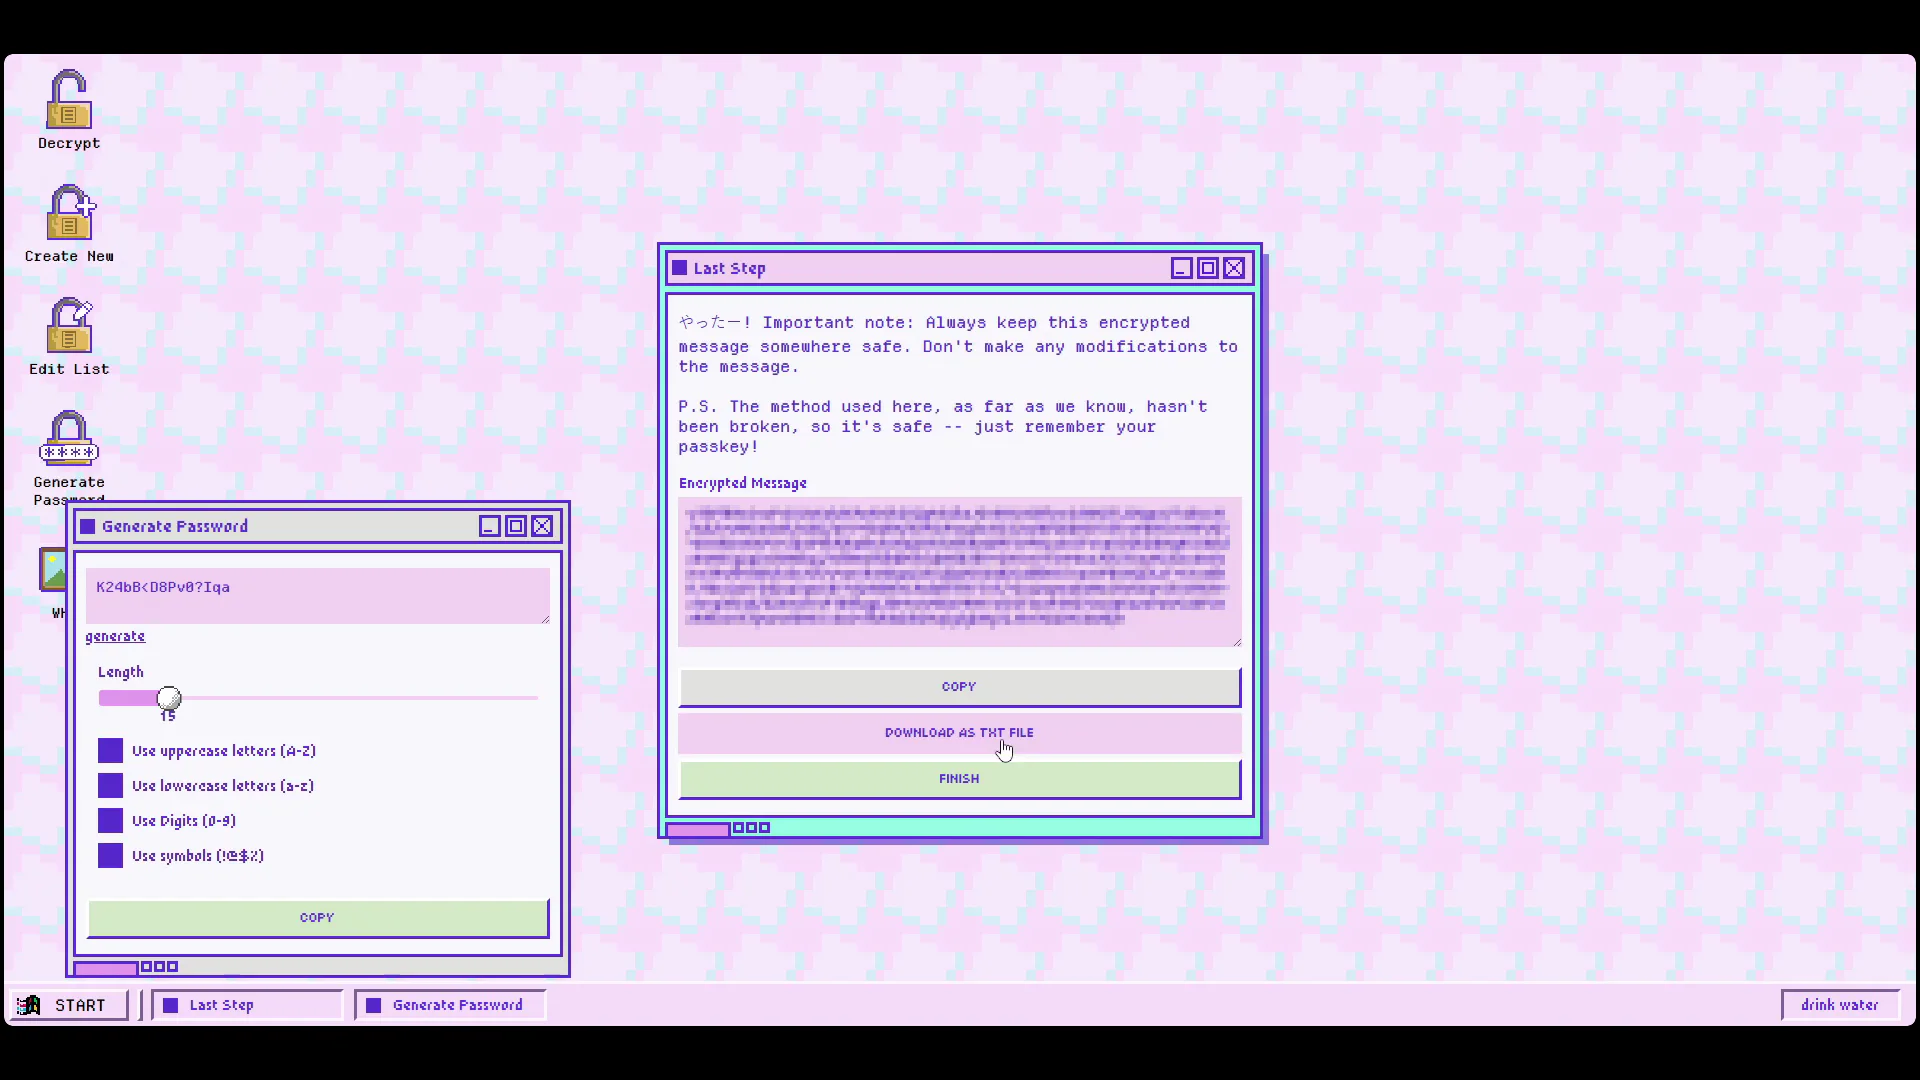 Decrypt
Create New
Edit List
Generate
Password
Wh
Last Step
やったー! Important note: Always keep this encrypted
message somewhere safe. Don't make any modifications to
the message.
P.S. The method used here, as far as we know, hasn't
been broken, so it's safe -- just remember your
passkey!
Encrypted Message
COPY
DOWNLOAD AS TXT FILE
FINISH
Generate Password
K24bB<D8Pv0?Iqa
generate
Length
15
Use uppercase letters (A-Z)
Use lowercase letters (a-z)
Use Digits (0-9)
Use symbols (!@$%)
COPY
START
Last Step
Generate Password
drink water